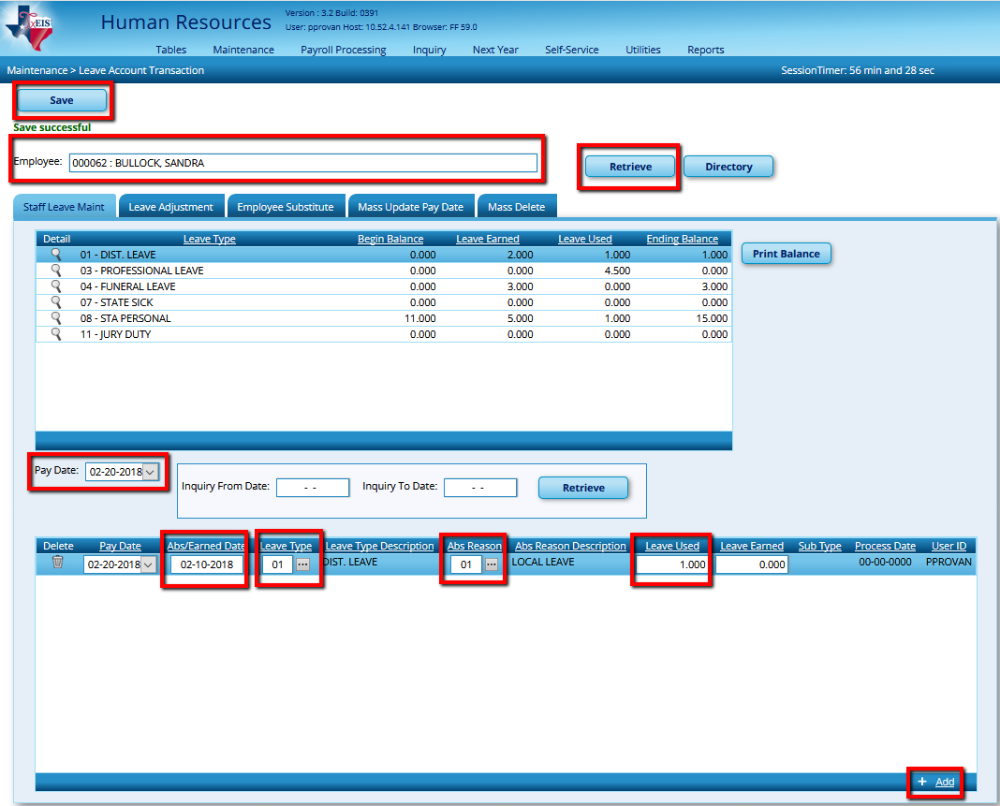 TxEIS
Human Resources
Version : 3.2 Build: 0391
User: pprovan Host: 10.52.4.141 Browser: FF 59.0
Tables Maintenance Payroll Processing Inquiry Next Year Self-Service Utilities Reports
Maintenance > Leave Account Transaction SessionTimer: 56 min and 28 sec
Save
Save successful
Employee: 000062 : BULLOCK, SANDRA Retrieve Directory
Staff Leave Maint Leave Adjustment Employee Substitute Mass Update Pay Date Mass Delete
Detail Leave Type Begin Balance Leave Earned Leave Used Ending Balance
01 - DIST. LEAVE 0.000 2.000 1.000 1.000
03 - PROFESSIONAL LEAVE 0.000 0.000 4.500 0.000
04 - FUNERAL LEAVE 0.000 3.000 0.000 3.000
07 - STATE SICK 0.000 0.000 0.000 0.000
08 - STA PERSONAL 11.000 5.000 1.000 15.000
11 - JURY DUTY 0.000 0.000 0.000 0.000
Print Balance
Pay Date: 02-20-2018
Inquiry From Date: - - Inquiry To Date: - - Retrieve
Delete Pay Date Abs/Earned Date Leave Type Leave Type Description Abs Reason Abs Reason Description Leave Used Leave Earned Sub Type Process Date User ID
02-20-2018 02-10-2018 01 ... DIST. LEAVE 01 ... LOCAL LEAVE 1.000 0.000 00-00-0000 PPROVAN
+ Add